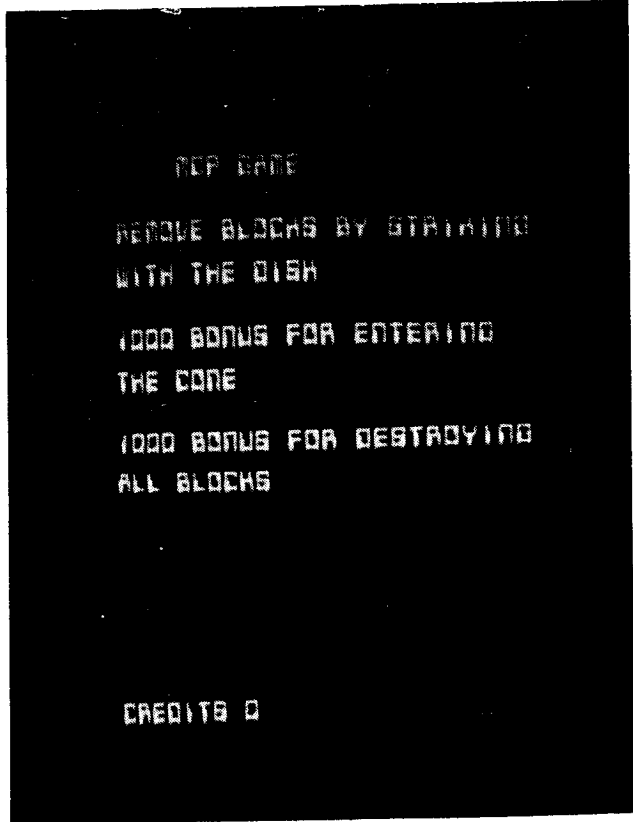 MCP GAME
REMOVE BLOCKS BY STRIKING
WITH THE DISK
1000 BONUS FOR ENTERING
THE CONE
1000 BONUS FOR DESTROYING
ALL BLOCKS
CREDITS 0